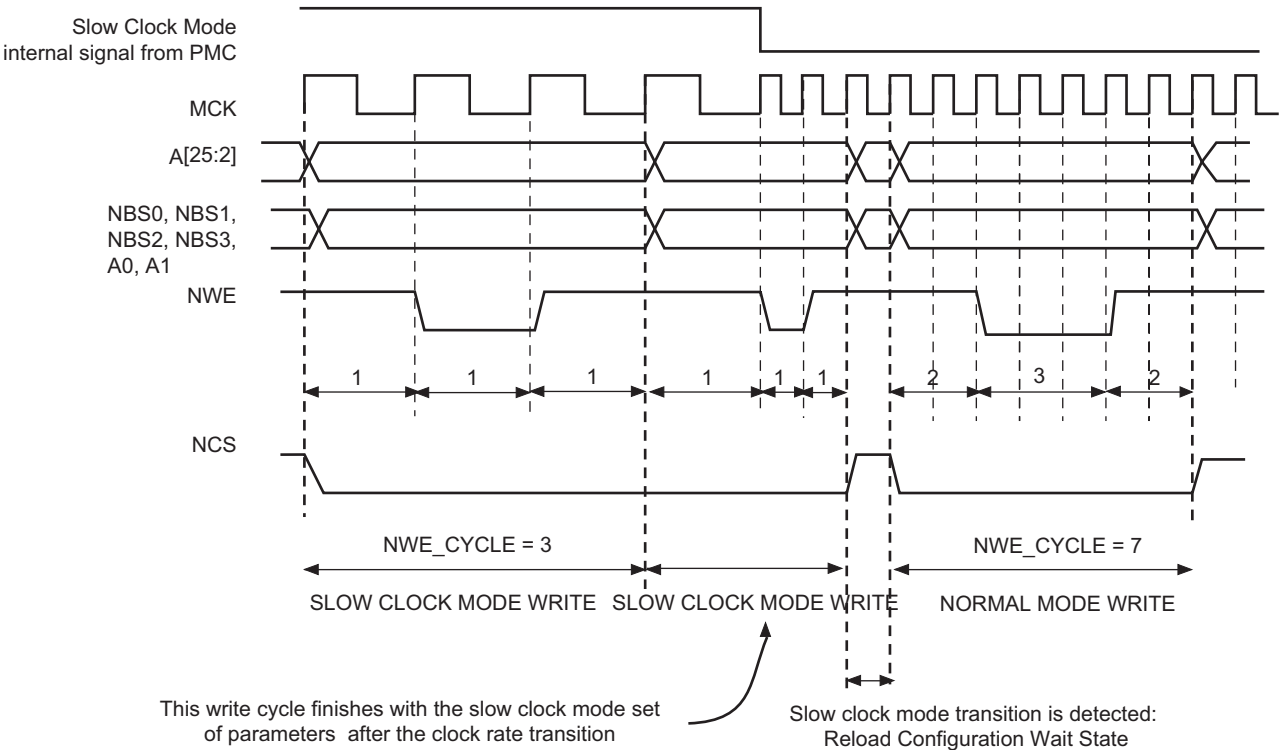 Slow Clock Mode
internal signal from PMC
MCK
A[25:2]
NBS0, NBS1,
NBS2, NBS3,
A0, A1
NWE
1 1 1 1 1 1 2 3 2
NCS
NWE_CYCLE = 3 NWE_CYCLE = 7
SLOW CLOCK MODE WRITE SLOW CLOCK MODE WRITE NORMAL MODE WRITE
This write cycle finishes with the slow clock mode set
of parameters after the clock rate transition
Slow clock mode transition is detected:
Reload Configuration Wait State